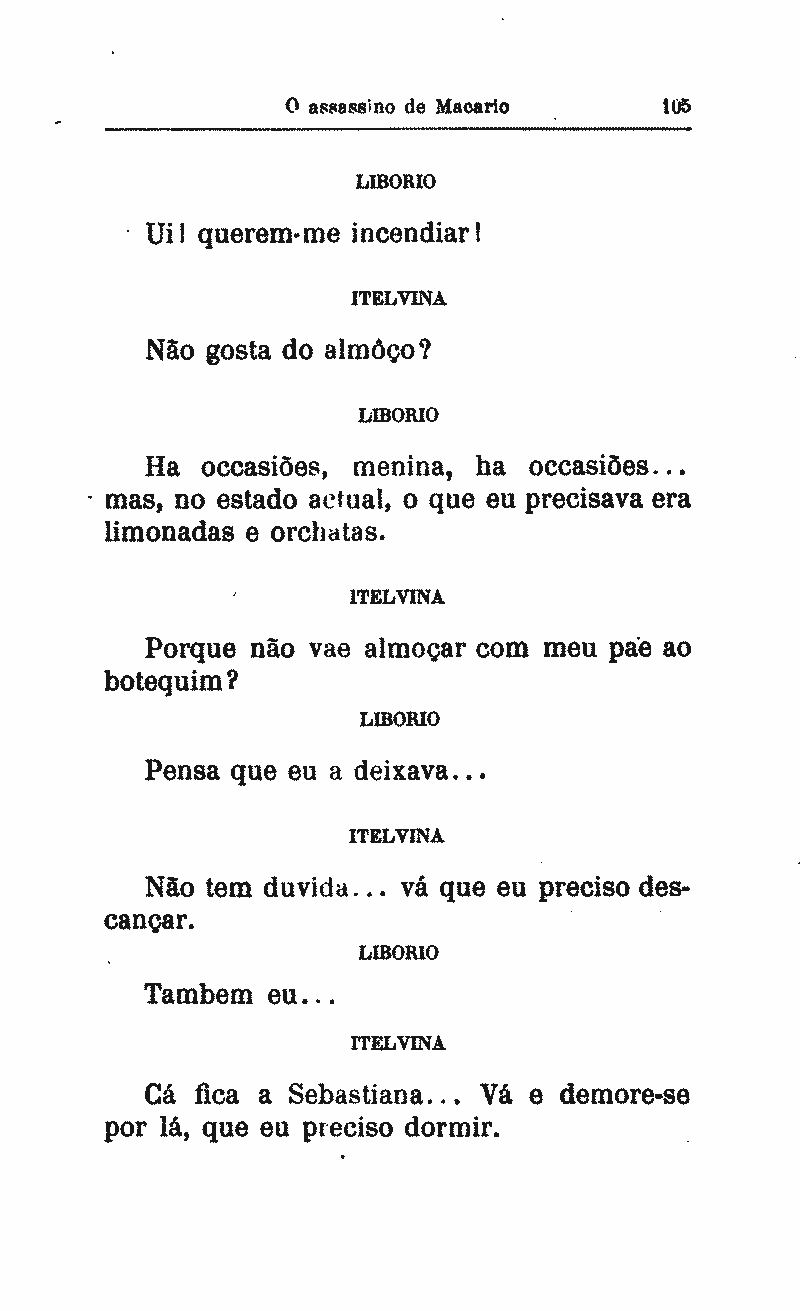 O assassino de Macario 105
LIBORIO
Ui! querem-me incendiar!
ITELVINA
Não gosta do almôço?
LIBORIO
Ha occasiões, menina, ha occasiões...
mas, no estado actual, o que eu precisava era
limonadas e orchatas.
ITELVINA
Porque não vae almoçar com meu pae ao
botequim?
LIBORIO
Pensa que eu a deixava...
ITELVINA
Não tem duvida... vá que eu preciso des-
cançar.
LIBORIO
Tambem eu...
ITELVINA
Cá fica a Sebastiana... Vá e demore-se
por lá, que eu preciso dormir.